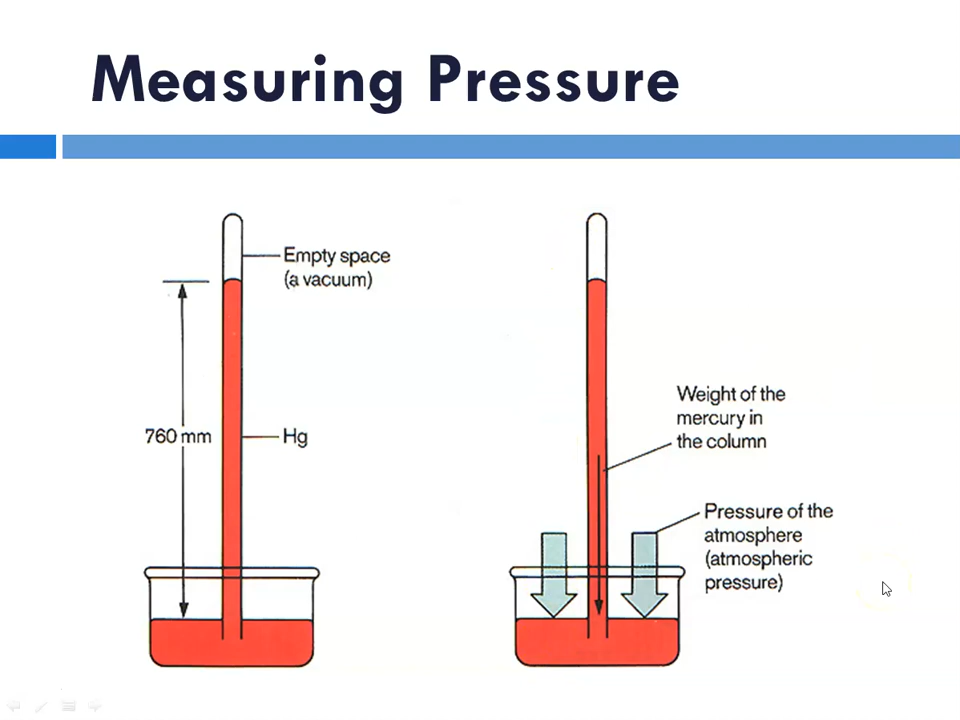 Measuring Pressure
Empty space
(a vacuum)
760 mm
Hg
Weight of the
mercury in
the column
Pressure of the
atmosphere
(atmospheric
pressure)